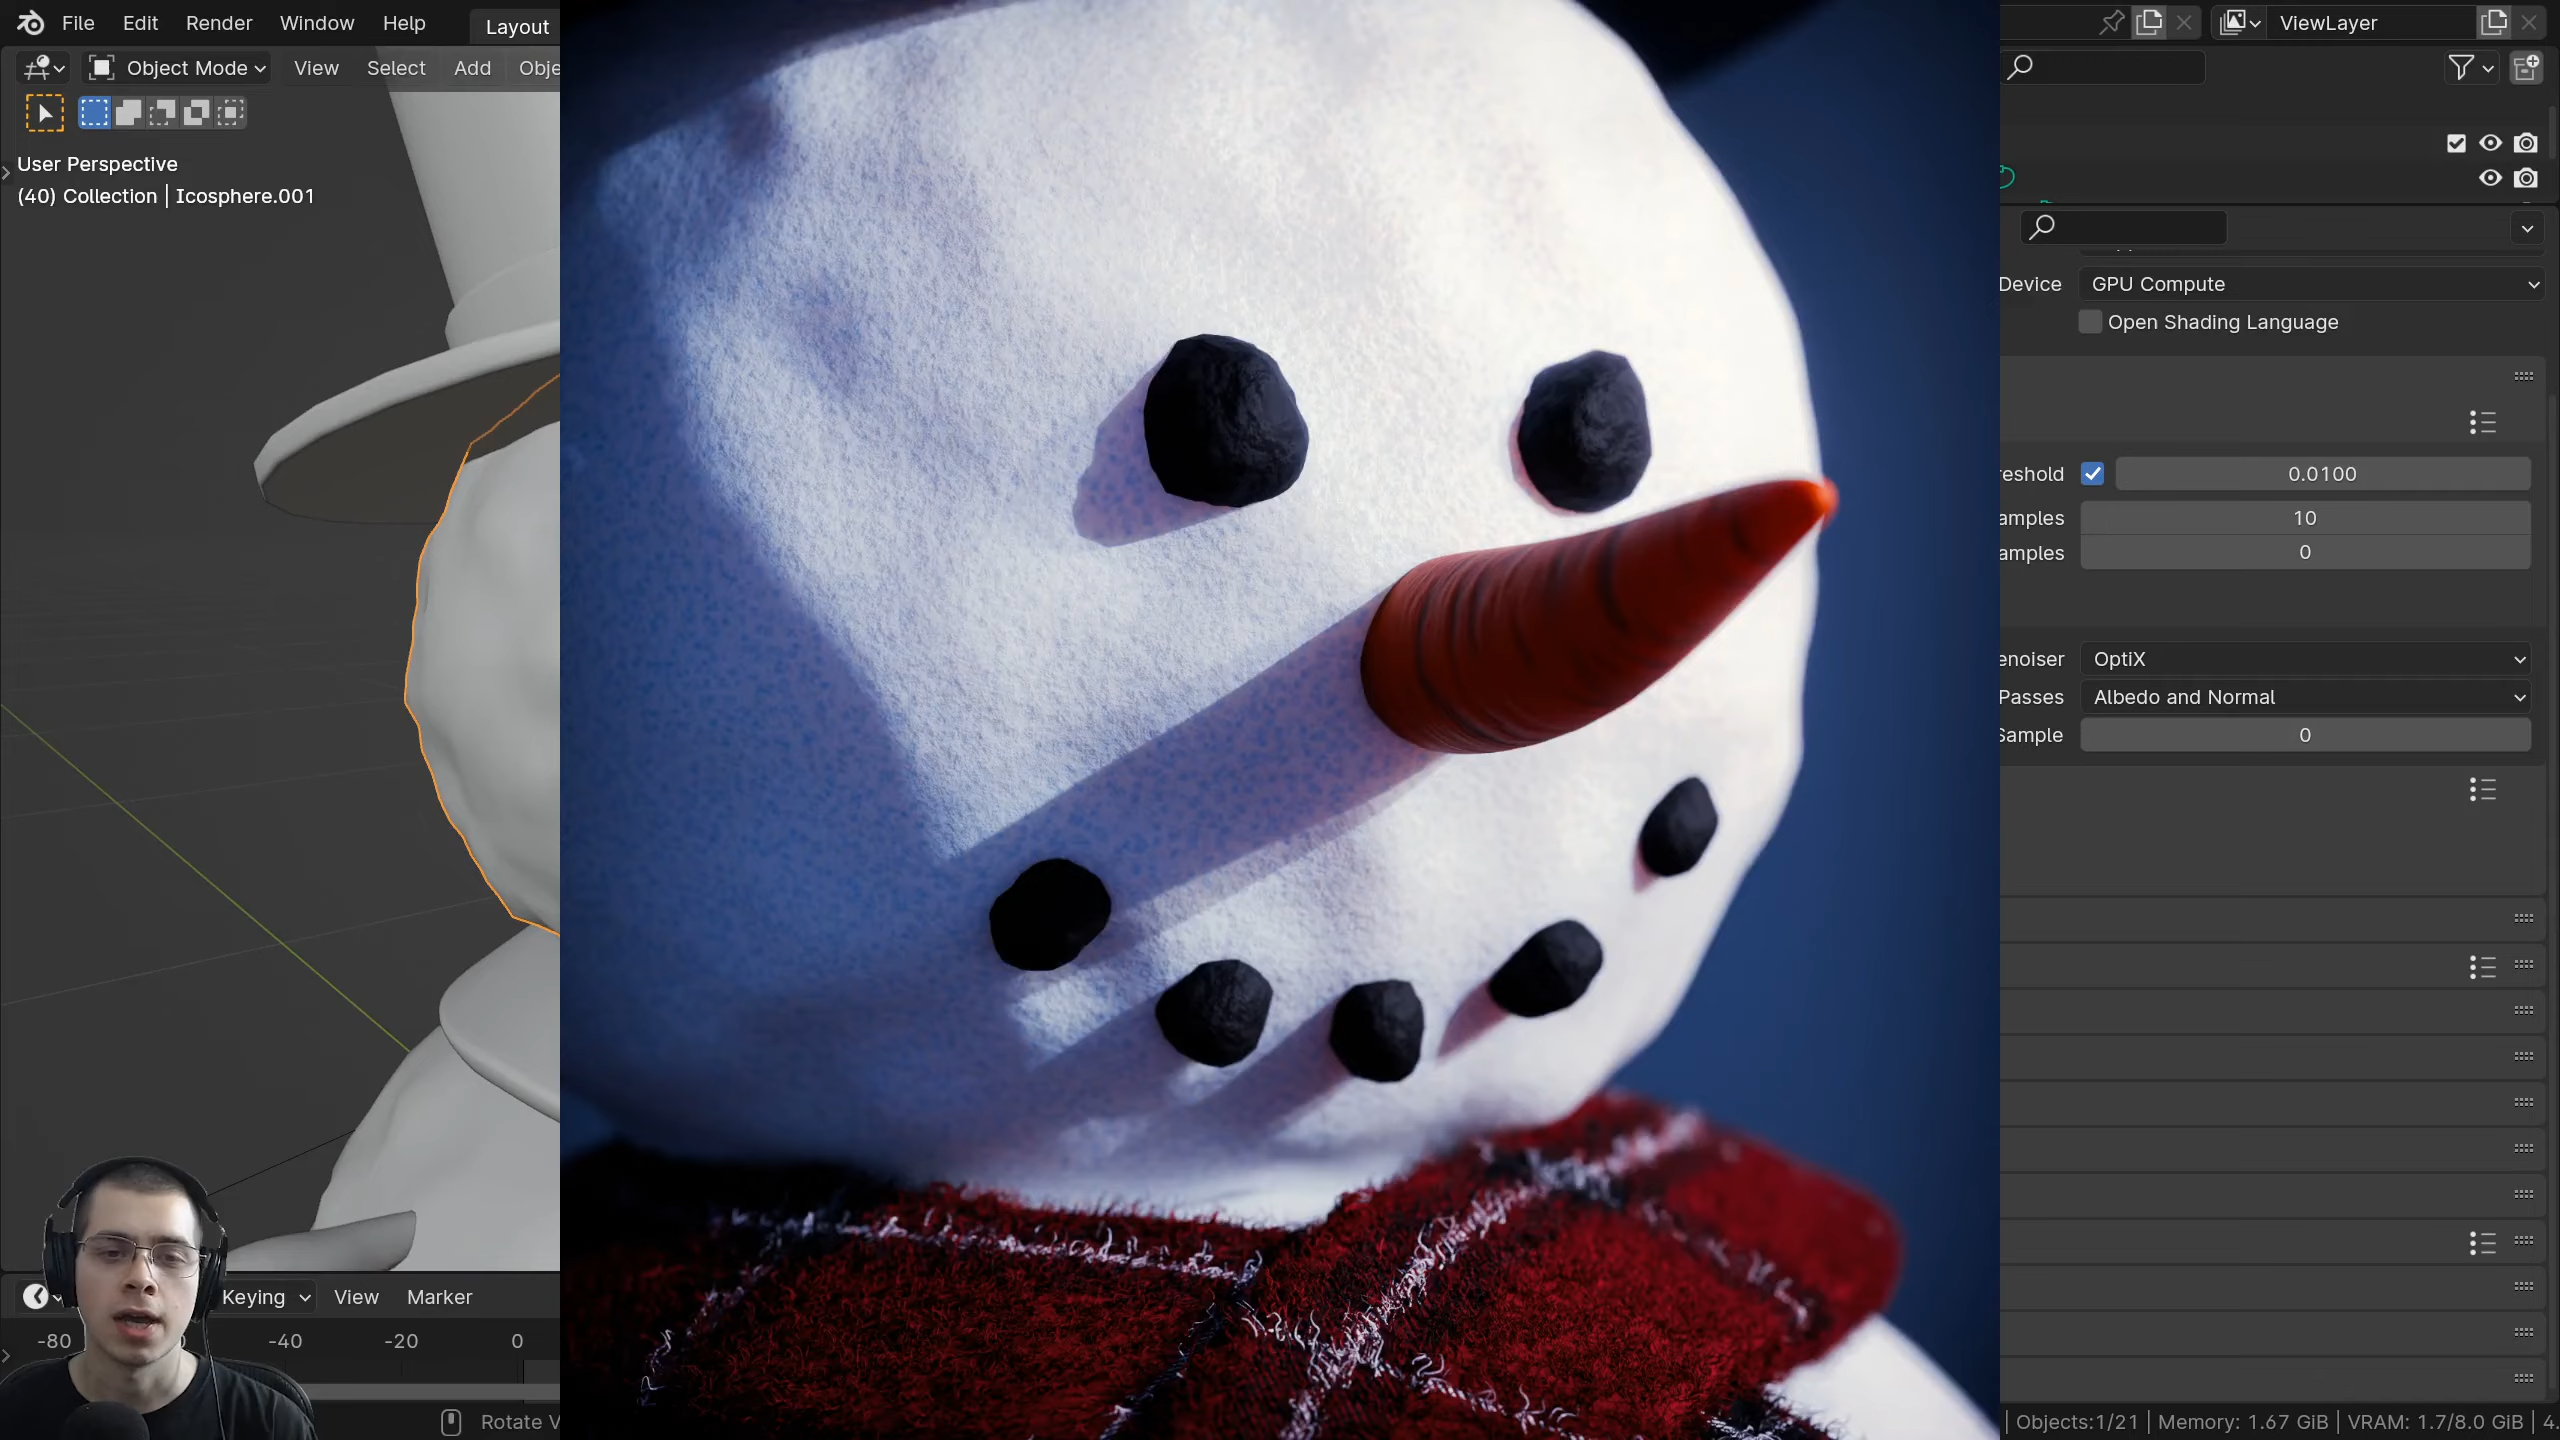 File Edit Render Window Help Layout
ViewLayer
Object Mode View Select Add Obje
User Perspective
(40) Collection | Icosphere.001
Device GPU Compute
Open Shading Language
reshold 0.0100
amples 10
amples 0
enoiser OptiX
Passes Albedo and Normal
Sample 0
Keying View Marker
-80 -40 -20 0
Rotate V
Objects:1/21 | Memory: 1.67 GiB | VRAM: 1.7/8.0 GiB | 4.